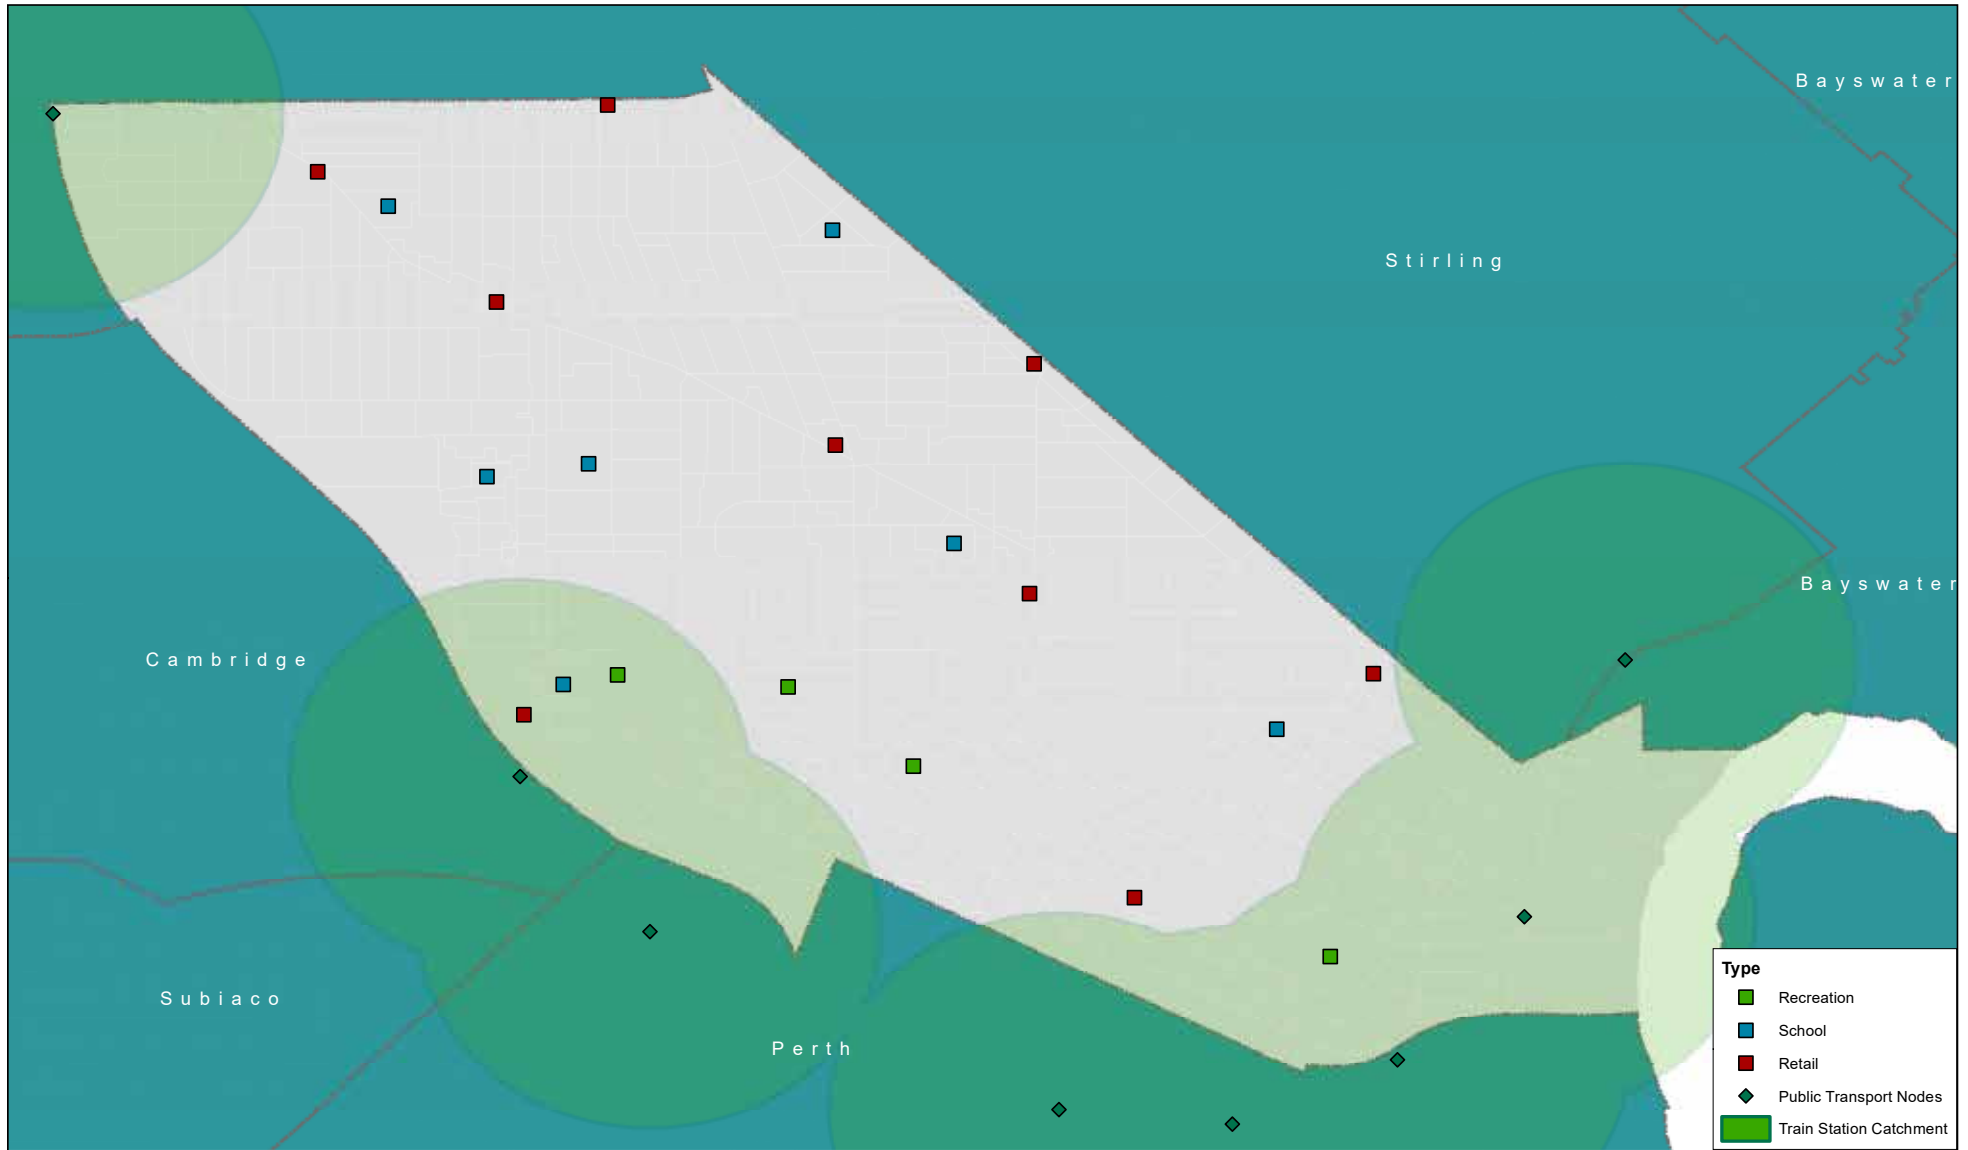 Bayswater
Stirling
Bayswater
Cambridge
Subiaco
Perth
Type
Recreation
School
Retail
Public Transport Nodes
Train Station Catchment